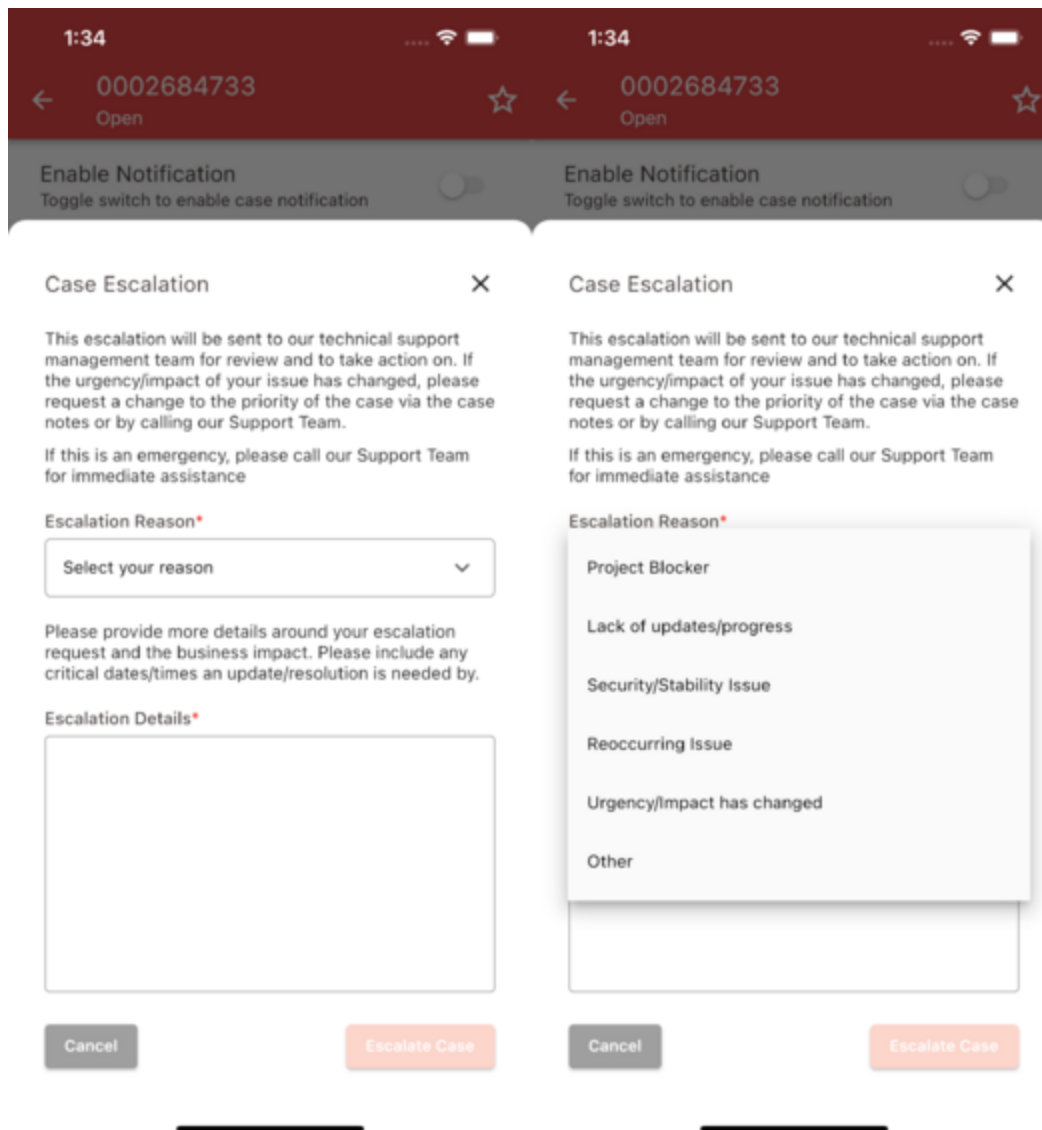 1:34
0002684733
Open
Enable Notification
Toggle switch to enable case notification
Case Escalation
This escalation will be sent to our technical support
management team for review and to take action on. If
the urgency/impact of your issue has changed, please
request a change to the priority of the case via the case
notes or by calling our Support Team.
If this is an emergency, please call our Support Team
for immediate assistance
Escalation Reason*
Select your reason
Please provide more details around your escalation
request and the business impact. Please include any
critical dates/times an update/resolution is needed by.
Escalation Details*
Cancel
Escalate Case
1:34
0002684733
Open
Enable Notification
Toggle switch to enable case notification
Case Escalation
This escalation will be sent to our technical support
management team for review and to take action on. If
the urgency/impact of your issue has changed, please
request a change to the priority of the case via the case
notes or by calling our Support Team.
If this is an emergency, please call our Support Team
for immediate assistance
Escalation Reason*
Project Blocker
Lack of updates/progress
Security/Stability Issue
Reoccurring Issue
Urgency/Impact has changed
Other
Cancel
Escalate Case